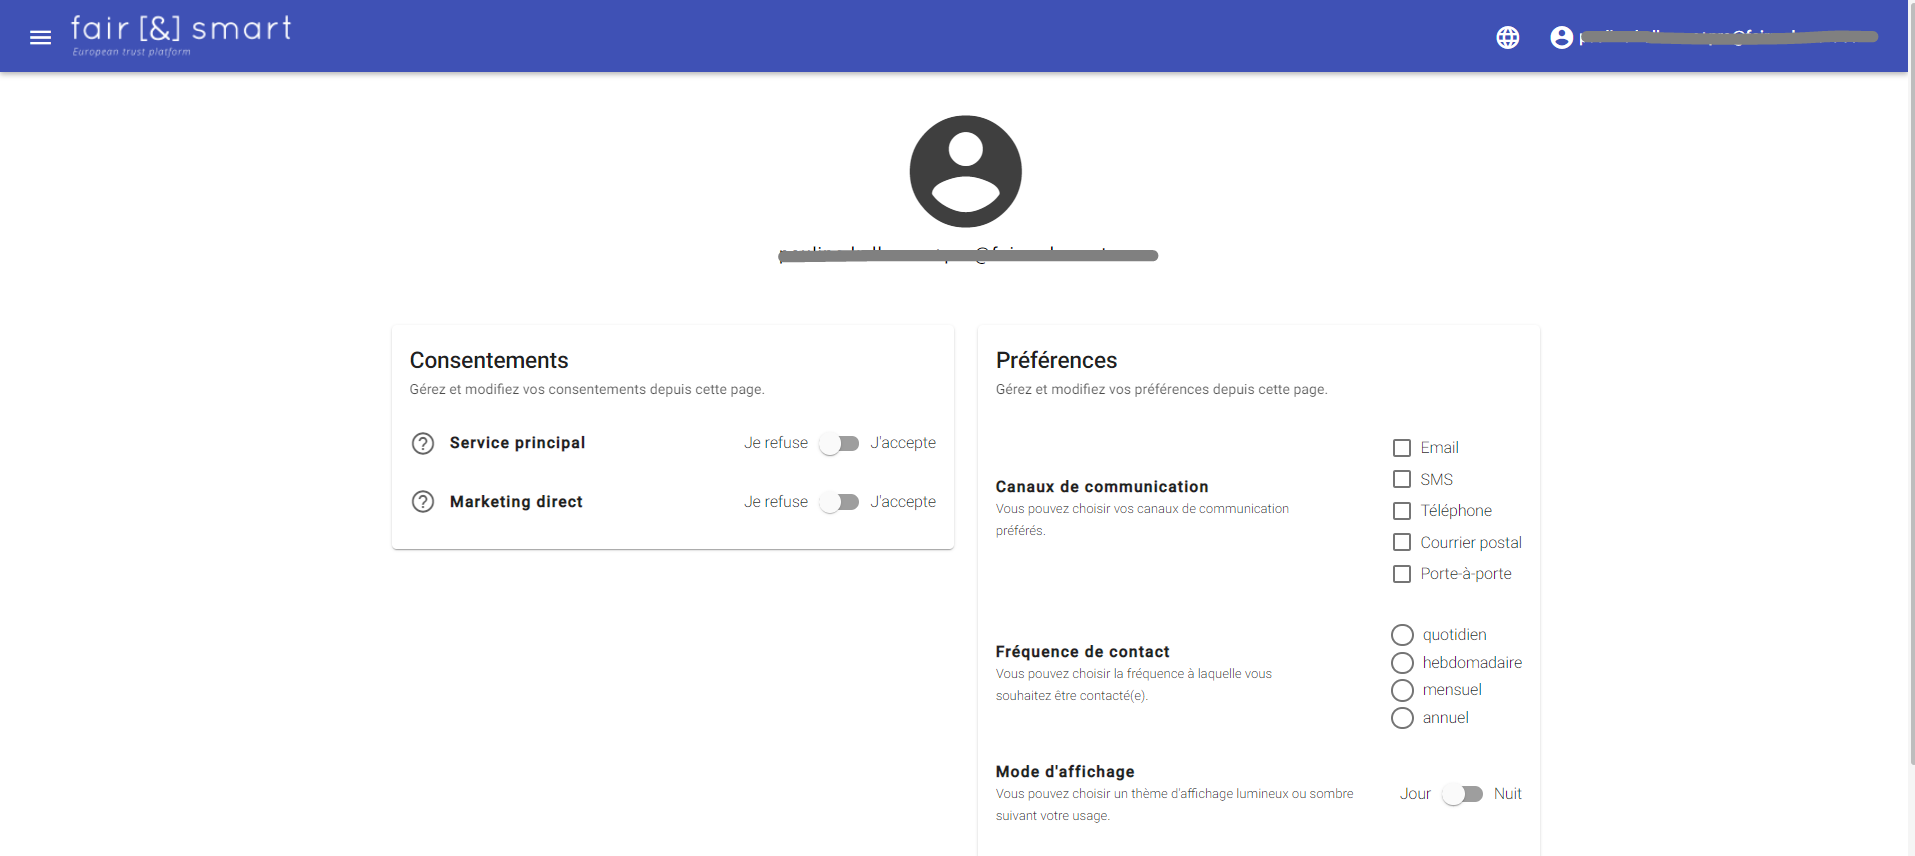 fair [&] smart
European trust platform
Consentements
Gérez et modifiez vos consentements depuis cette page.
Service principal Je refuse J'accepte
Marketing direct Je refuse J'accepte
Préférences
Gérez et modifiez vos préférences depuis cette page.
Canaux de communication
Vous pouvez choisir vos canaux de communication
préférés.
Email
SMS
Téléphone
Courrier postal
Porte-à-porte
Fréquence de contact
Vous pouvez choisir la fréquence à laquelle vous
souhaitez être contacté(e).
quotidien
hebdomadaire
mensuel
annuel
Mode d'affichage
Vous pouvez choisir un thème d'affichage lumineux ou sombre
suivant votre usage.
Jour Nuit